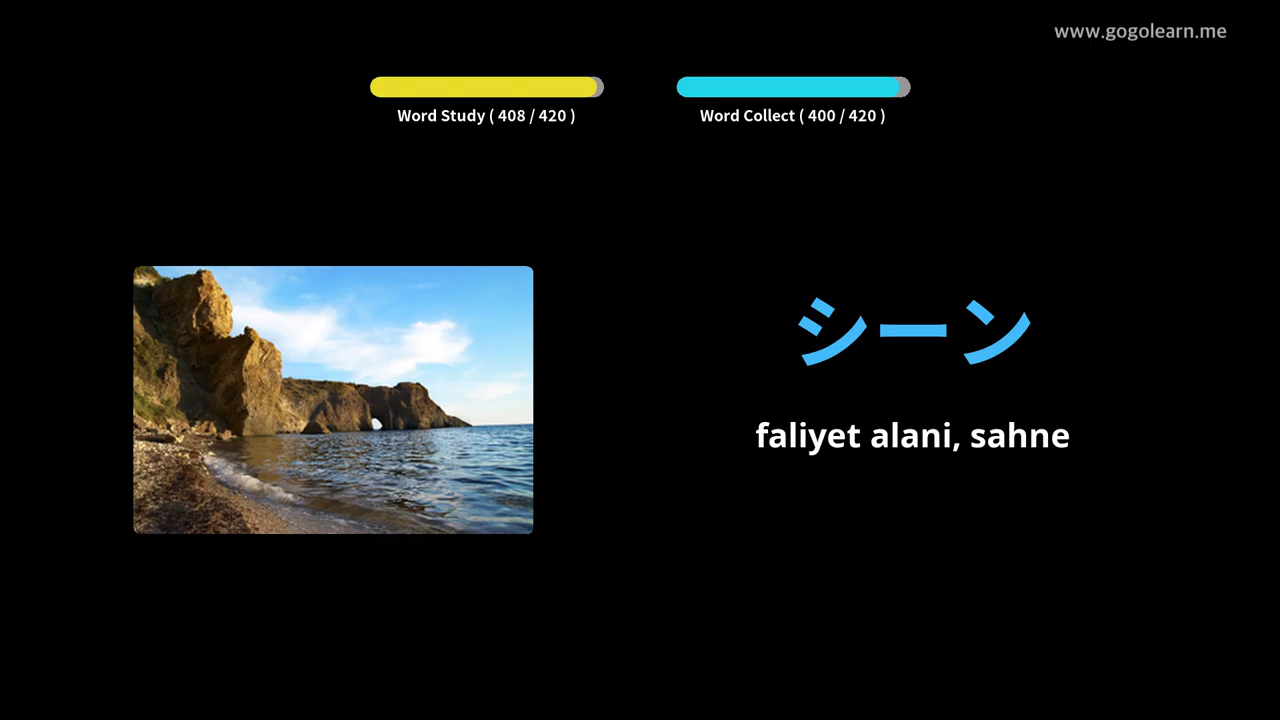 www.gogolearn.me
Word Study ( 408 / 420 )
Word Collect ( 400 / 420 )
シーン
faliyet alani, sahne